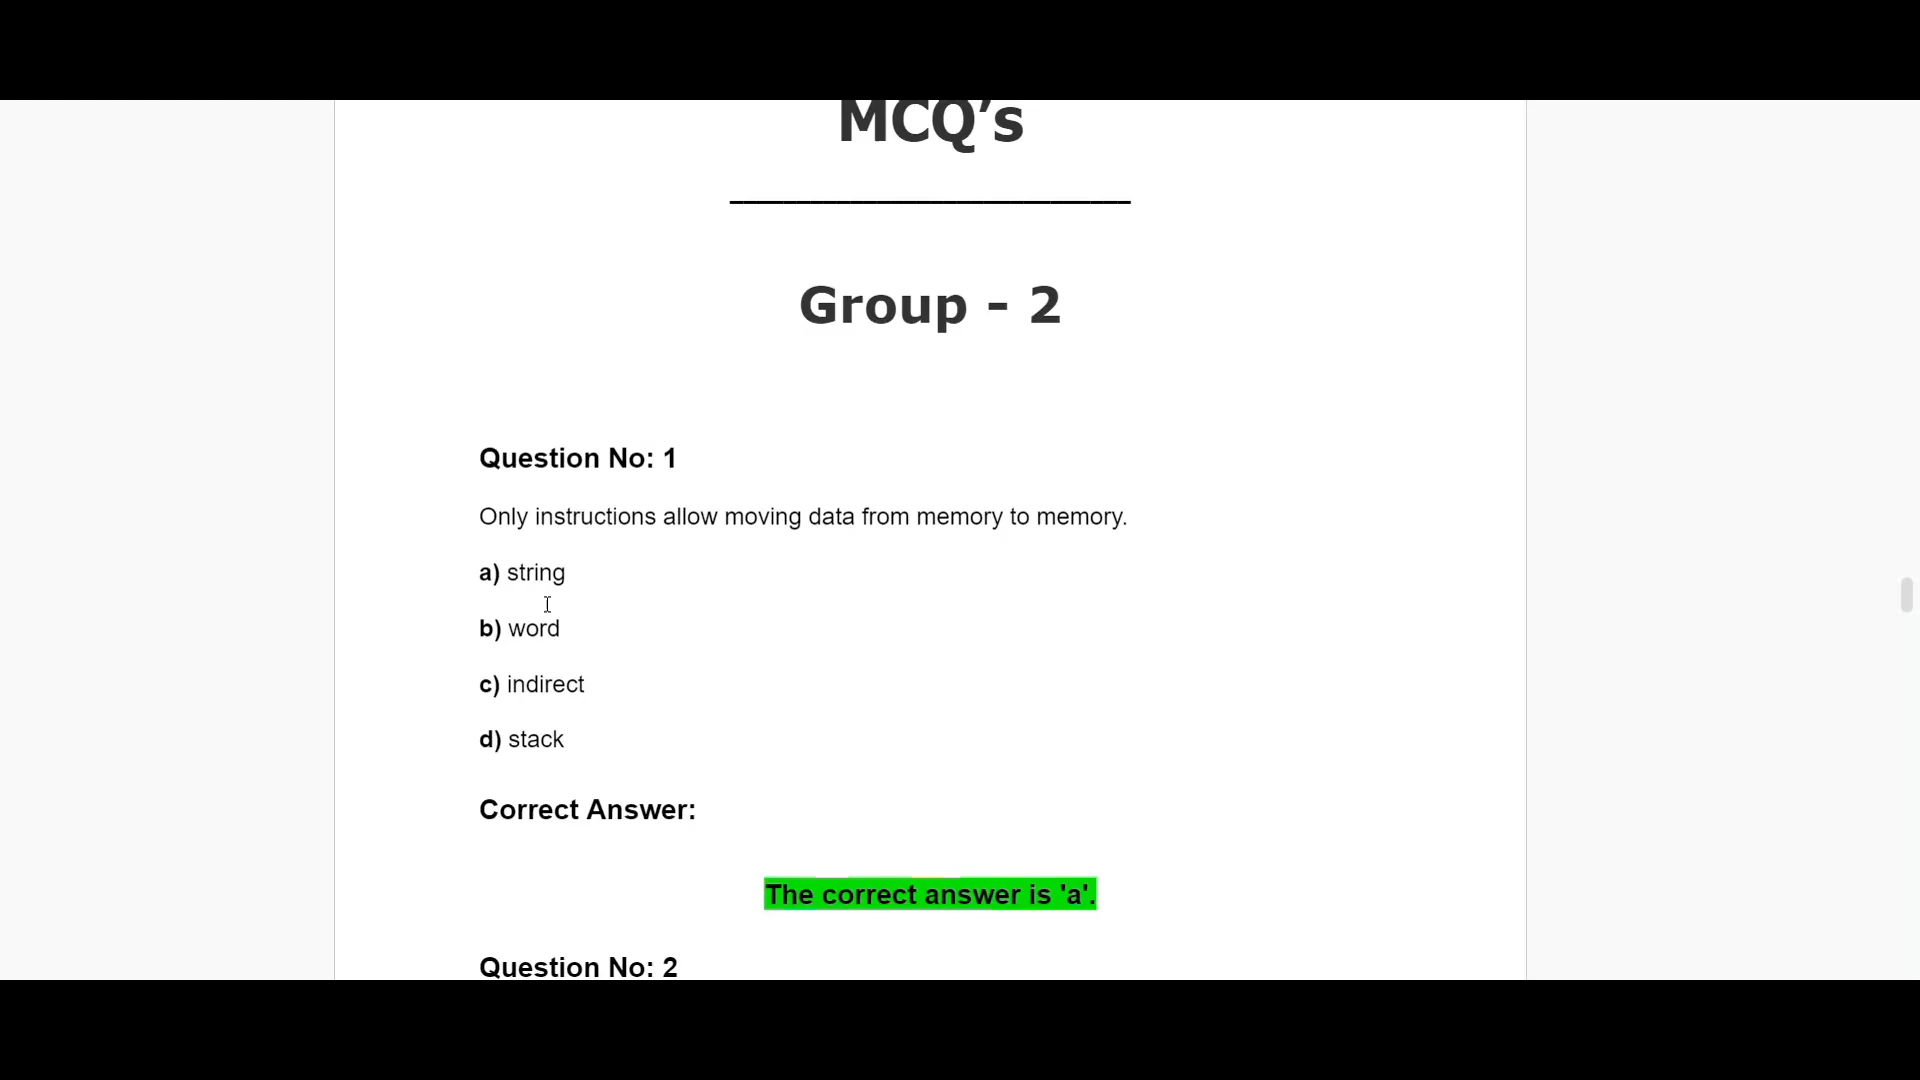 MCQ’s
Group - 2
Question No: 1
Only instructions allow moving data from memory to memory.
a) string
b) word
c) indirect
d) stack
Correct Answer:
The correct answer is 'a'.
Question No: 2